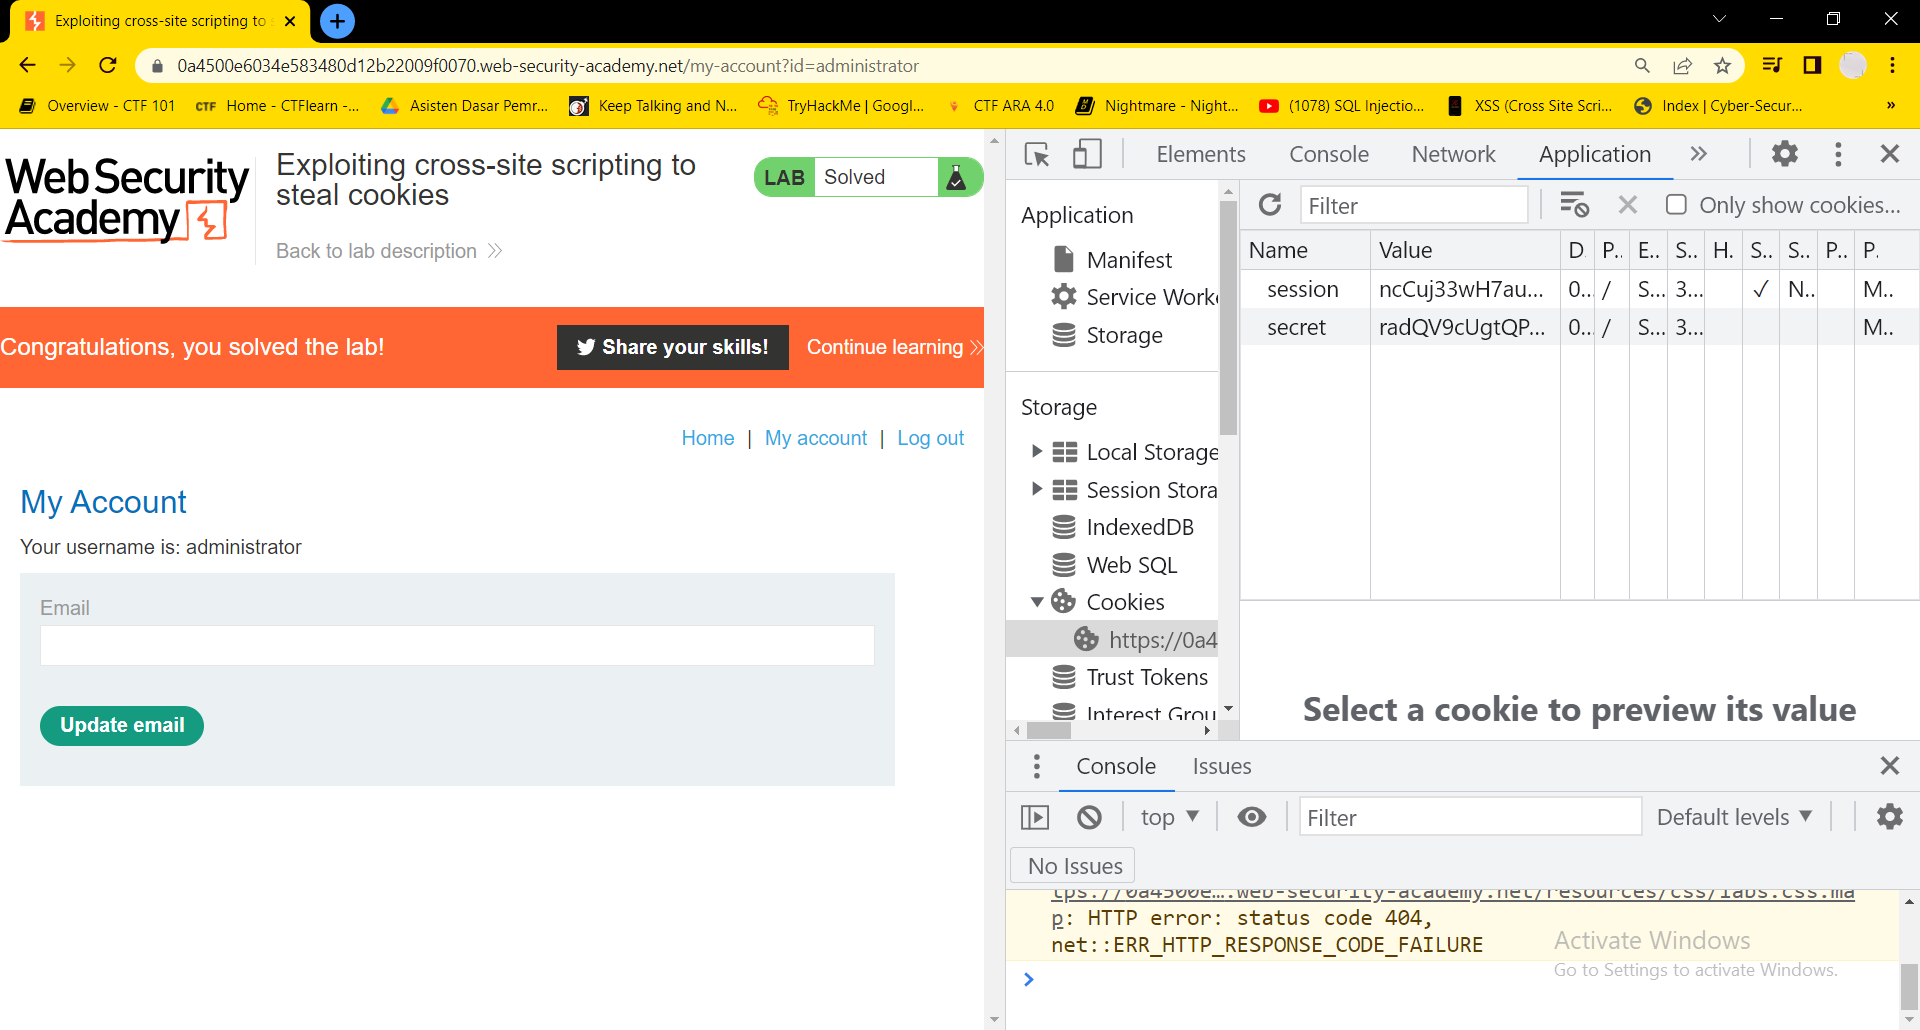 Exploiting cross-site scripting to s
0a4500e6034e583480d12b22009f0070.web-security-academy.net/my-account?id=administrator
Overview - CTF 101
CTF Home - CTFlearn -...
Asisten Dasar Pemr...
Keep Talking and N...
TryHackMe | Googl...
CTF ARA 4.0
Nightmare - Night...
(1078) SQL Injectio...
XSS (Cross Site Scri...
Index | Cyber-Secur...
»
Web Security
Academy
Exploiting cross-site scripting to
steal cookies
Back to lab description
LAB Solved
Congratulations, you solved the lab!
Share your skills!
Continue learning
Home | My account | Log out
My Account
Your username is: administrator
Email
Update email
Elements Console Network Application
Application
Manifest
Service Worke
Storage
Storage
Local Storage
Session Stora
IndexedDB
Web SQL
Cookies
https://0a4
Trust Tokens
Interest Grou
Filter
Only show cookies...
Name Value D. P.. E.. S.. H. S.. S.. P.. P.
session ncCuj33wH7au... 0... / S... 3... ✓ N.. M..
secret radQV9cUgtQP... 0... / S... 3... M..
Select a cookie to preview its value
Console Issues
top Filter Default levels
No Issues
tps://0a4500e….web-security-academy.net/resources/css/labs.css.ma
p: HTTP error: status code 404,
net::ERR_HTTP_RESPONSE_CODE_FAILURE
Activate Windows
Go to Settings to activate Windows.